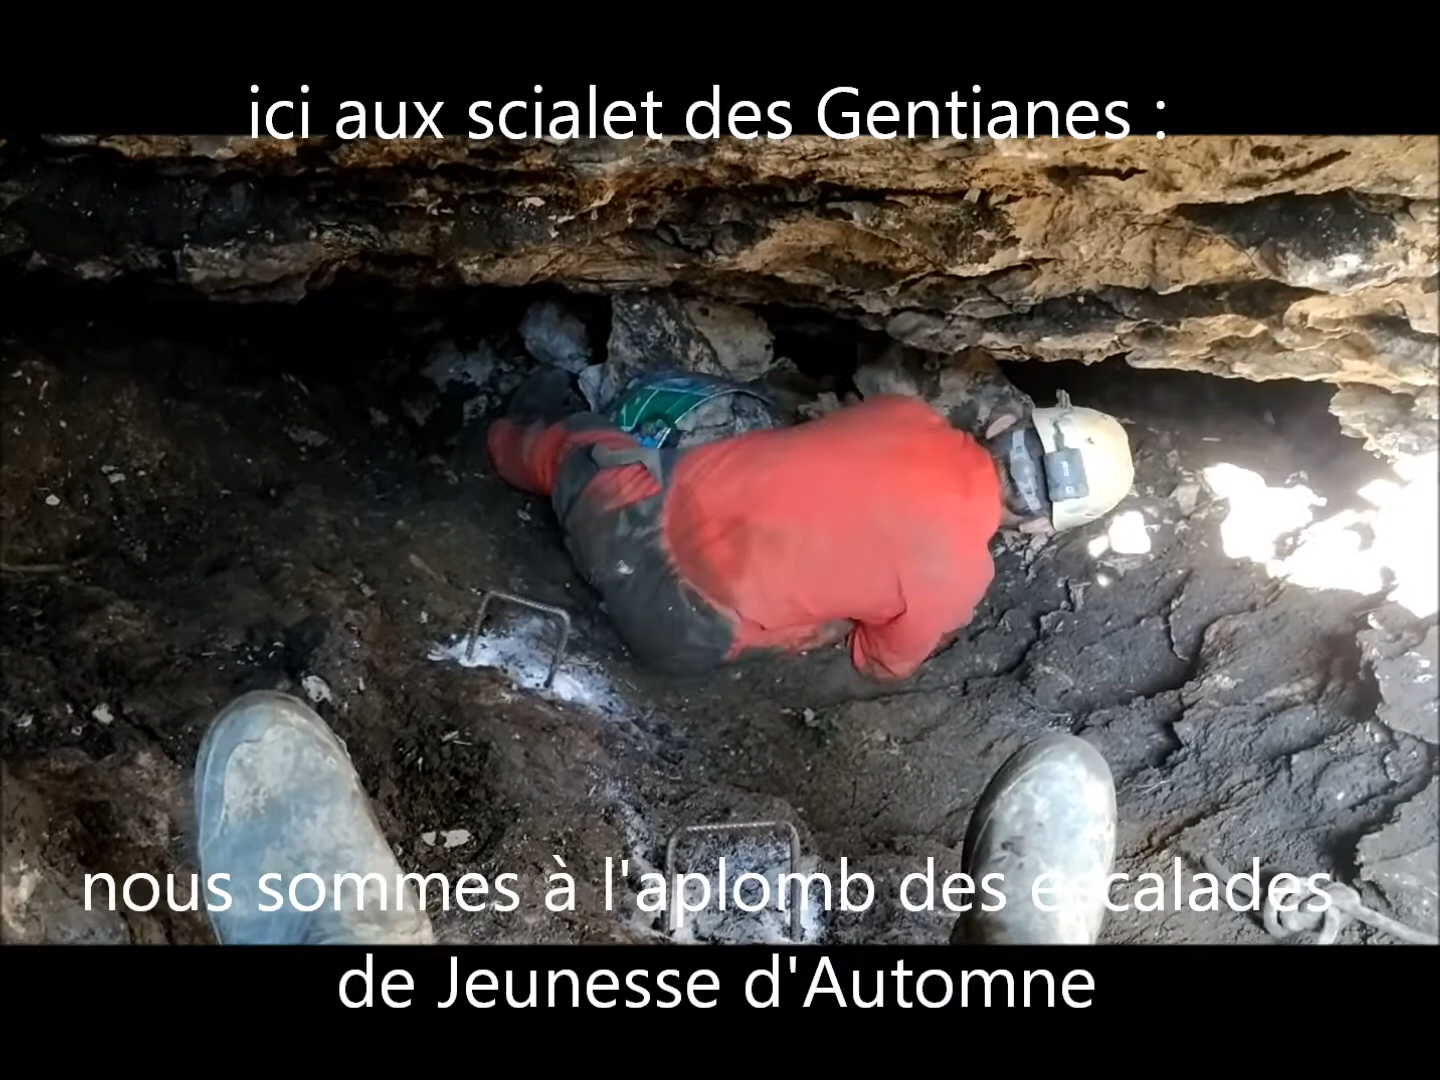 ici aux scialet des Gentianes :
nous sommes à l'aplomb des escalades
de Jeunesse d'Automne